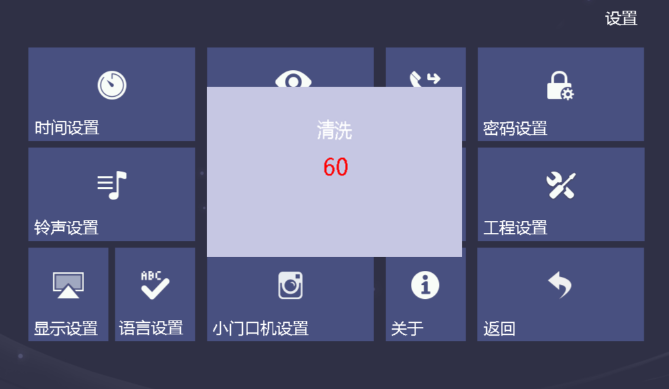 设置
清洗
60
时间设置
密码设置
铃声设置
工程设置
ABC
显示设置
语言设置
小门口机设置
关于
返回